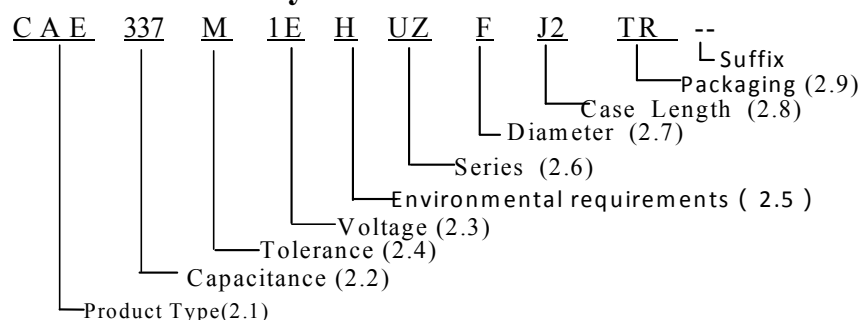 CAE 337 M 1E H UZ F J2 TR --
Suffix
Packaging (2.9)
Case Length (2.8)
Diameter (2.7)
Series (2.6)
Environmental requirements ( 2.5 )
Voltage (2.3)
Tolerance (2.4)
Capacitance (2.2)
Product Type(2.1)